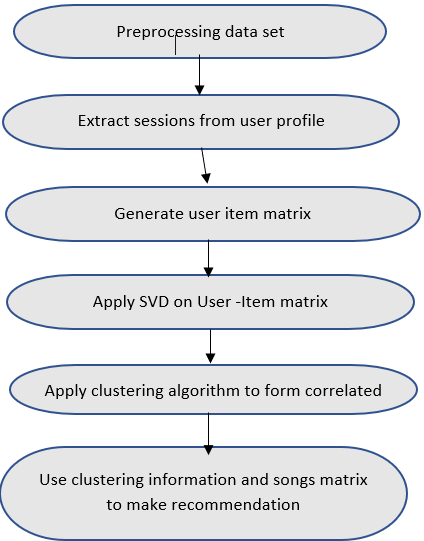 Preprocessing data set
Extract sessions from user profile
Generate user item matrix
Apply SVD on User -Item matrix
Apply clustering algorithm to form correlated
Use clustering information and songs matrix
to make recommendation